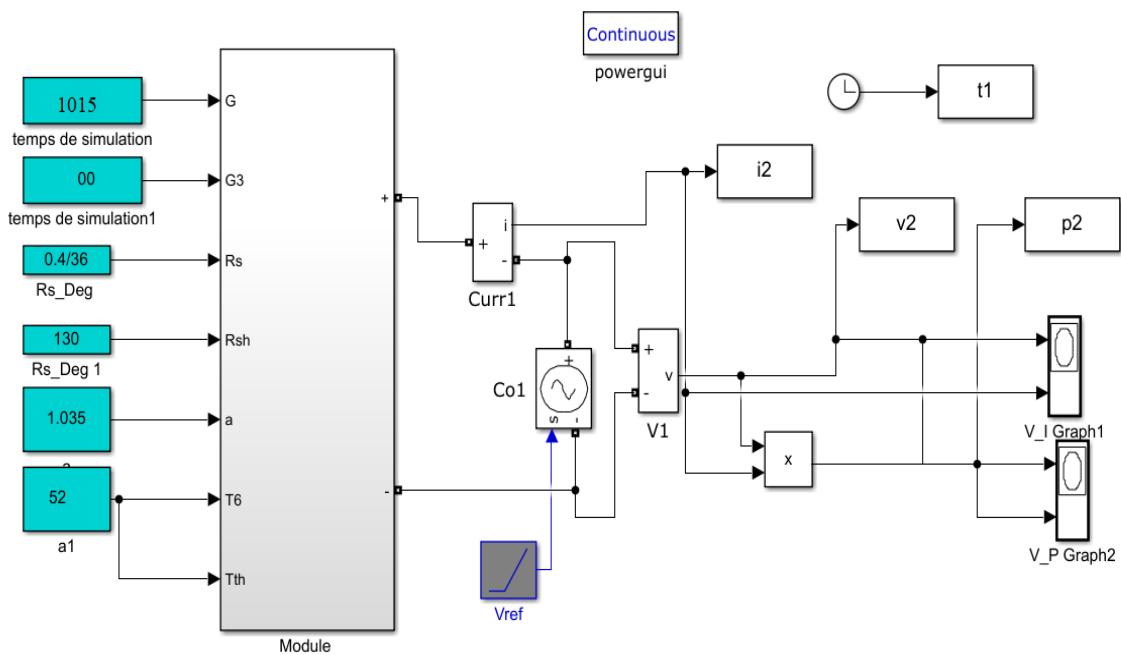 Continuous
powergui
1015
temps de simulation
00
temps de simulation1
0.4/36
Rs_Deg
130
Rs_Deg 1
1.035
52
a1
G
G3
Rs
Rsh
a
T6
Tth
+
-
Module
+
i
-
Curr1
+
s
-
Co1
Vref
+
-
v
V1
x
t1
i2
v2
p2
V_I Graph1
V_P Graph2